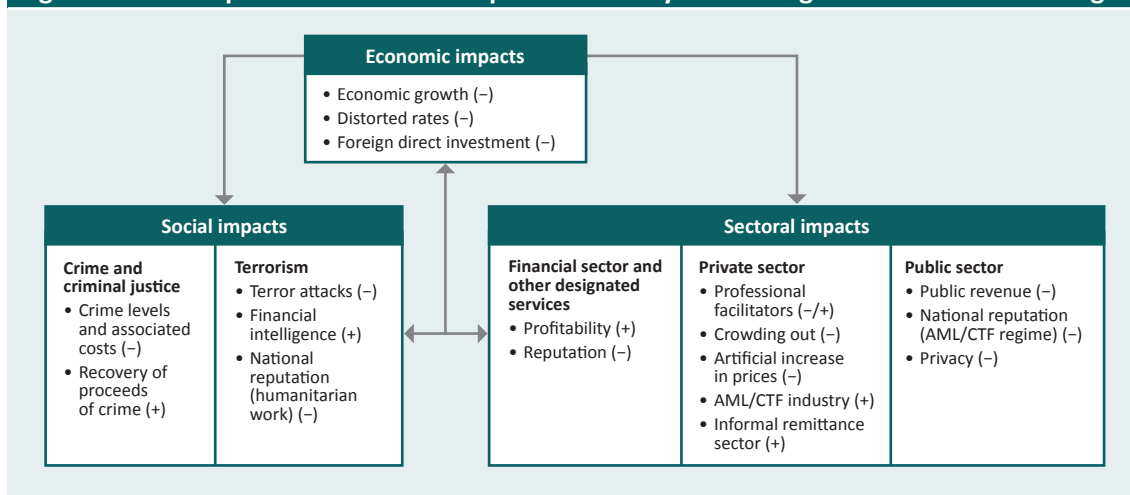 Economic impacts
• Economic growth (−)
• Distorted rates (−)
• Foreign direct investment (−)
Social impacts
Crime and
criminal justice
• Crime levels
and associated
costs (−)
• Recovery of
proceeds
of crime (+)
Terrorism
• Terror attacks (−)
• Financial
intelligence (+)
• National
reputation
(humanitarian
work) (−)
Sectoral impacts
Financial sector and
other designated
services
• Profitability (+)
• Reputation (−)
Private sector
• Professional
facilitators (−/+)
• Crowding out (−)
• Artificial increase
in prices (−)
• AML/CTF industry (+)
• Informal remittance
sector (+)
Public sector
• Public revenue (−)
• National reputation
(AML/CTF regime) (−)
• Privacy (−)